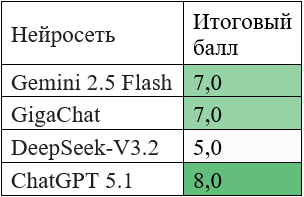 Нейросеть Итоговый
балл
Gemini 2.5 Flash 7,0
GigaChat 7,0
DeepSeek-V3.2 5,0
ChatGPT 5.1 8,0